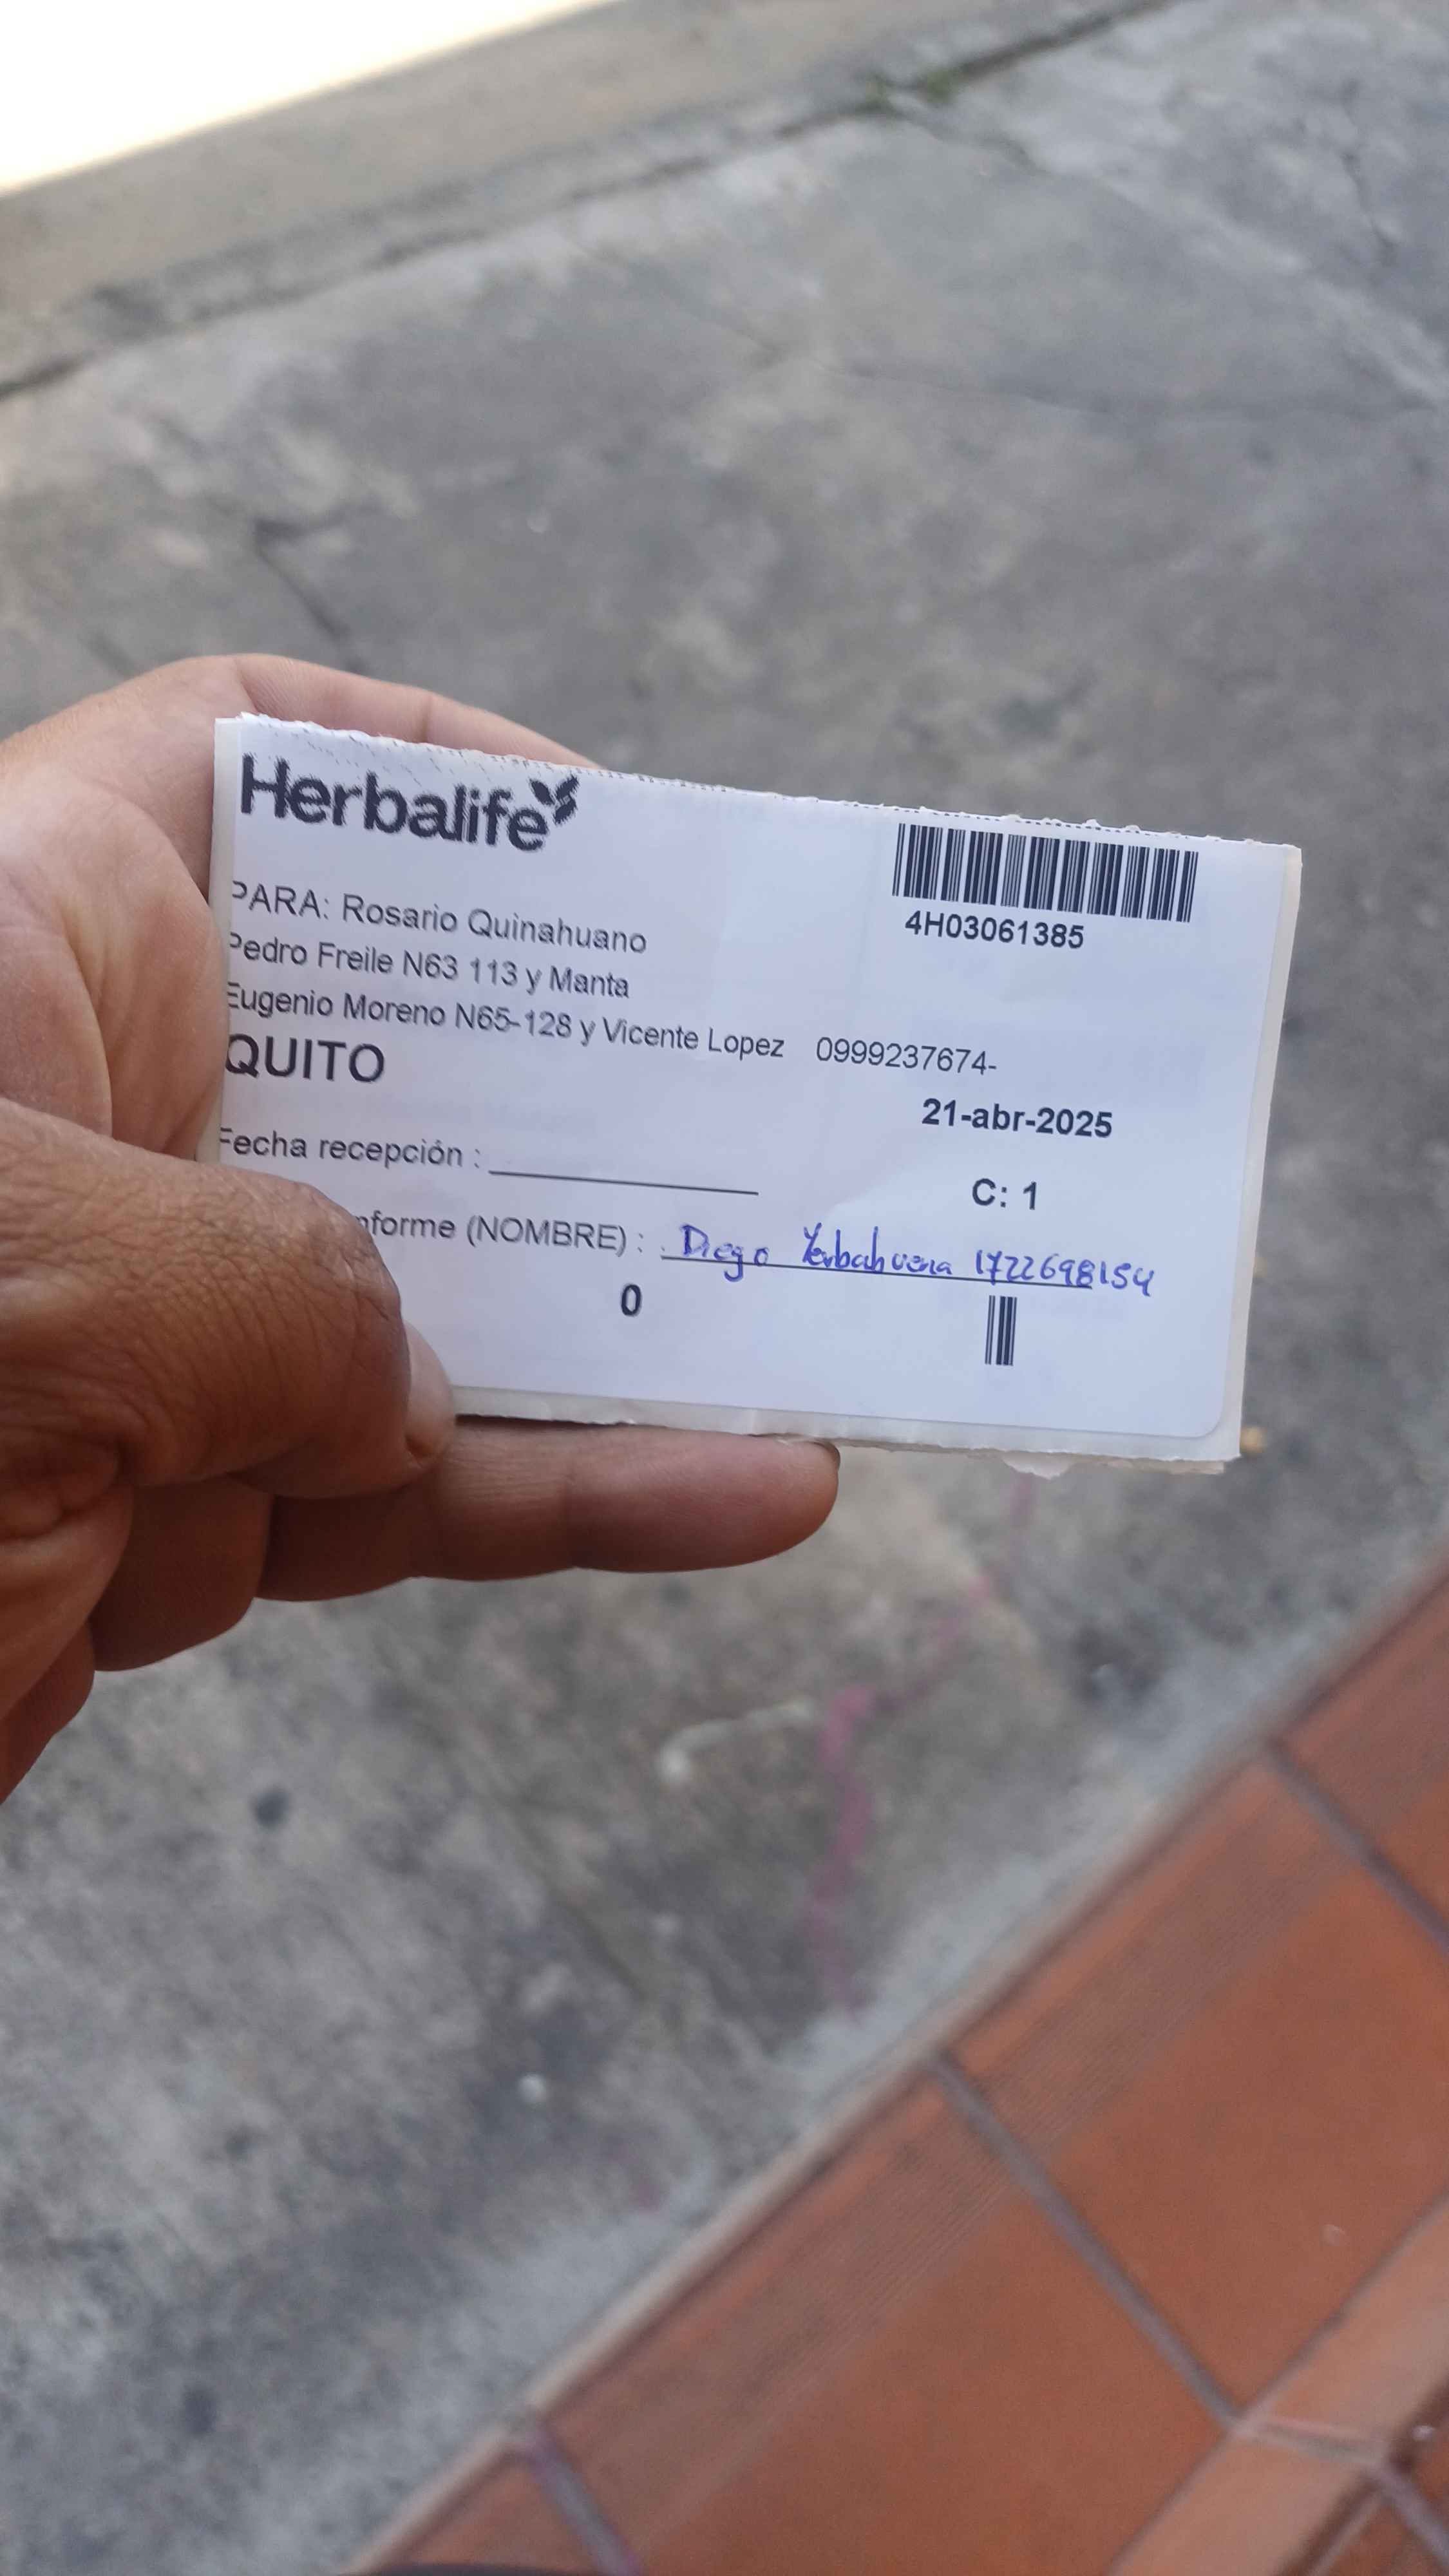 Herbalife
4H03061385
PARA: Rosario Quinahuano
Pedro Freile N63 113 y Manta
Eugenio Moreno N65-128 y Vicente Lopez 0999237674-
QUITO
21-abr-2025
Fecha recepción :
C: 1
nforme (NOMBRE) : Diego Yerbabuena 1722698154
0